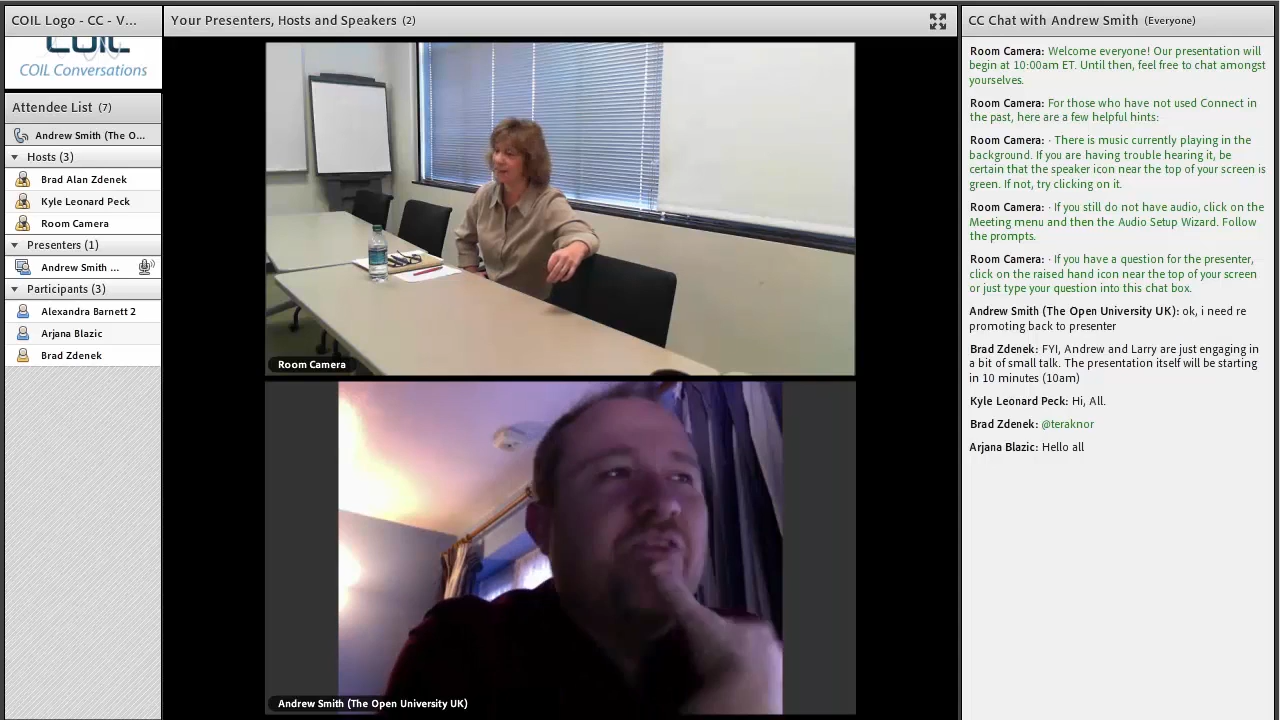 COIL Logo - CC - V...
COIL
COIL Conversations
Attendee List (7)
Andrew Smith (The O...
Hosts (3)
Brad Alan Zdenek
Kyle Leonard Peck
Room Camera
Presenters (1)
Andrew Smith ...
Participants (3)
Alexandra Barnett 2
Arjana Blazic
Brad Zdenek
Your Presenters, Hosts and Speakers (2)
Room Camera
Andrew Smith (The Open University UK)
CC Chat with Andrew Smith (Everyone)
Room Camera: Welcome everyone! Our presentation will
begin at 10:00am ET. Until then, feel free to chat amongst
yourselves.
Room Camera: For those who have not used Connect in
the past, here are a few helpful hints:
Room Camera: · There is music currently playing in the
background. If you are having trouble hearing it, be
certain that the speaker icon near the top of your screen is
green. If not, try clicking on it.
Room Camera: · If you still do not have audio, click on the
Meeting menu and then the Audio Setup Wizard. Follow
the prompts.
Room Camera: · If you have a question for the presenter,
click on the raised hand icon near the top of your screen
or just type your question into this chat box.
Andrew Smith (The Open University UK): ok, i need re
promoting back to presenter
Brad Zdenek: FYI, Andrew and Larry are just engaging in
a bit of small talk. The presentation itself will be starting
in 10 minutes (10am)
Kyle Leonard Peck: Hi, All.
Brad Zdenek: @teraknor
Arjana Blazic: Hello all